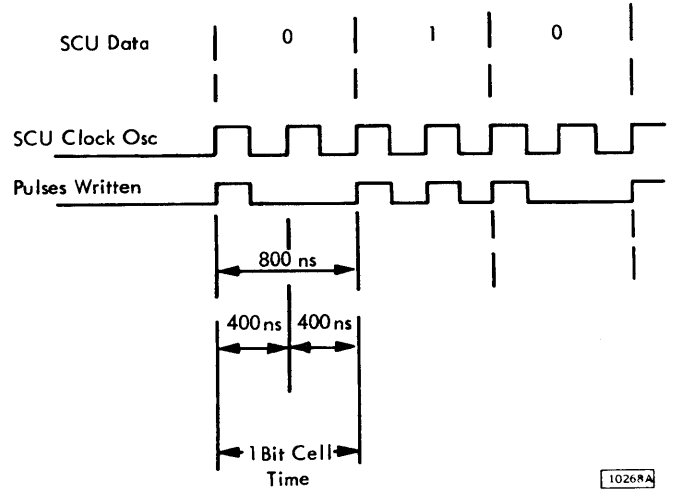 SCU Data 0 1 0
SCU Clock Osc
Pulses Written
800 ns
400 ns 400 ns
1 Bit Cell
Time
10268A